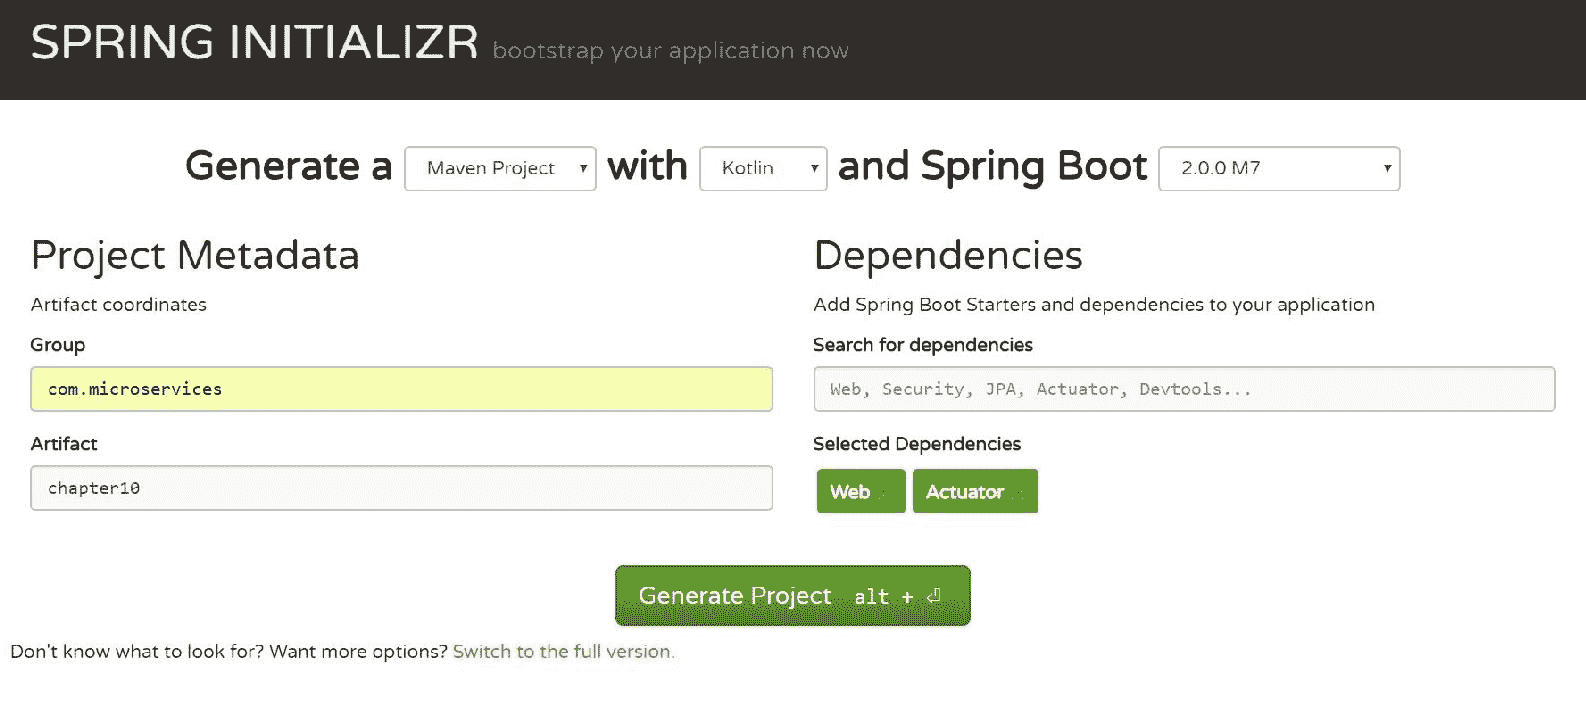 SPRING INITIALIZR bootstrap your application now
Generate a Maven Project with Kotlin and Spring Boot 2.0.0 M7
Project Metadata
Artifact coordinates
Group
com.microservices
Artifact
chapter10
Dependencies
Add Spring Boot Starters and dependencies to your application
Search for dependencies
Web, Security, JPA, Actuator, Devtools...
Selected Dependencies
Web Actuator
Generate Project alt + ⏎
Don't know what to look for? Want more options? Switch to the full version.